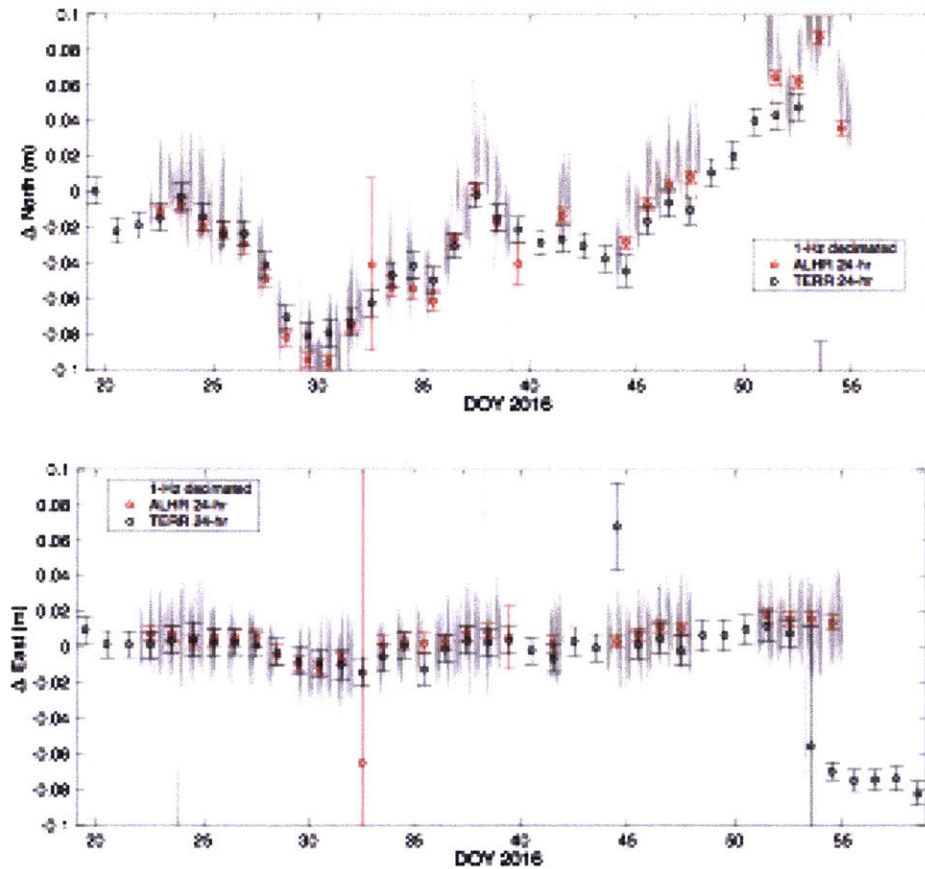 0.1
0.08
0.06
0.04
0.02
0
-0.02
-0.04
-0.06
-0.08
-0.1
Δ North (m)
1-Hz decimated
ALHR 24-hr
TERR 24-hr
20 25 30 35 40 45 50 55
DOY 2016
0.1
0.08
0.06
0.04
0.02
0
-0.02
-0.04
-0.06
-0.08
-0.1
Δ East [m]
1-Hz decimated
ALHR 24-hr
TERR 24-hr
20 25 30 35 40 45 50 55
DOY 2016